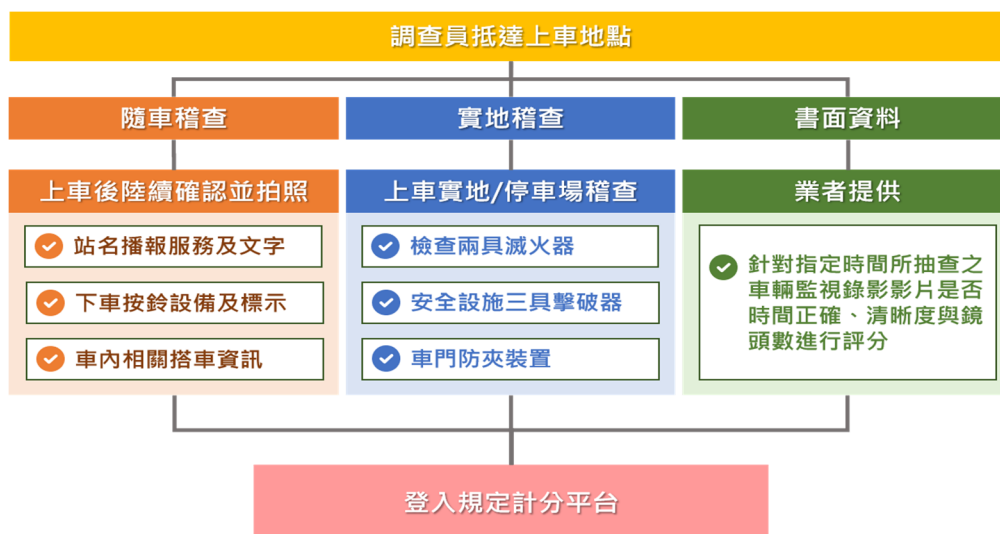 調查員抵達上車地點
隨車稽查
實地稽查
書面資料
上車後陸續確認並拍照
上車實地/停車場稽查
業者提供
站名播報服務及文字
下車按鈴設備及標示
車內相關搭車資訊
檢查兩具滅火器
安全設施三具擊破器
車門防夾裝置
針對指定時間所抽查之
車輛監視錄影影片是否
時間正確、清晰度與鏡
頭數進行評分
登入規定計分平台